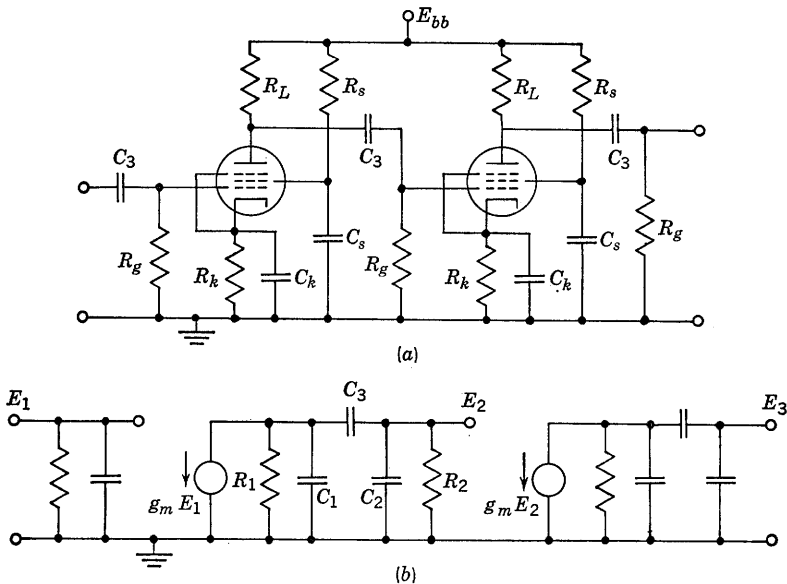 E_bb
R_L
R_s
R_L
R_s
C_3
C_3
C_3
C_s
C_s
R_g
R_k
C_k
R_g
R_k
C_k
R_g
(a)
E_1
C_3
E_2
E_3
R_1
C_1
C_2
R_2
g_m E_1
g_m E_2
(b)